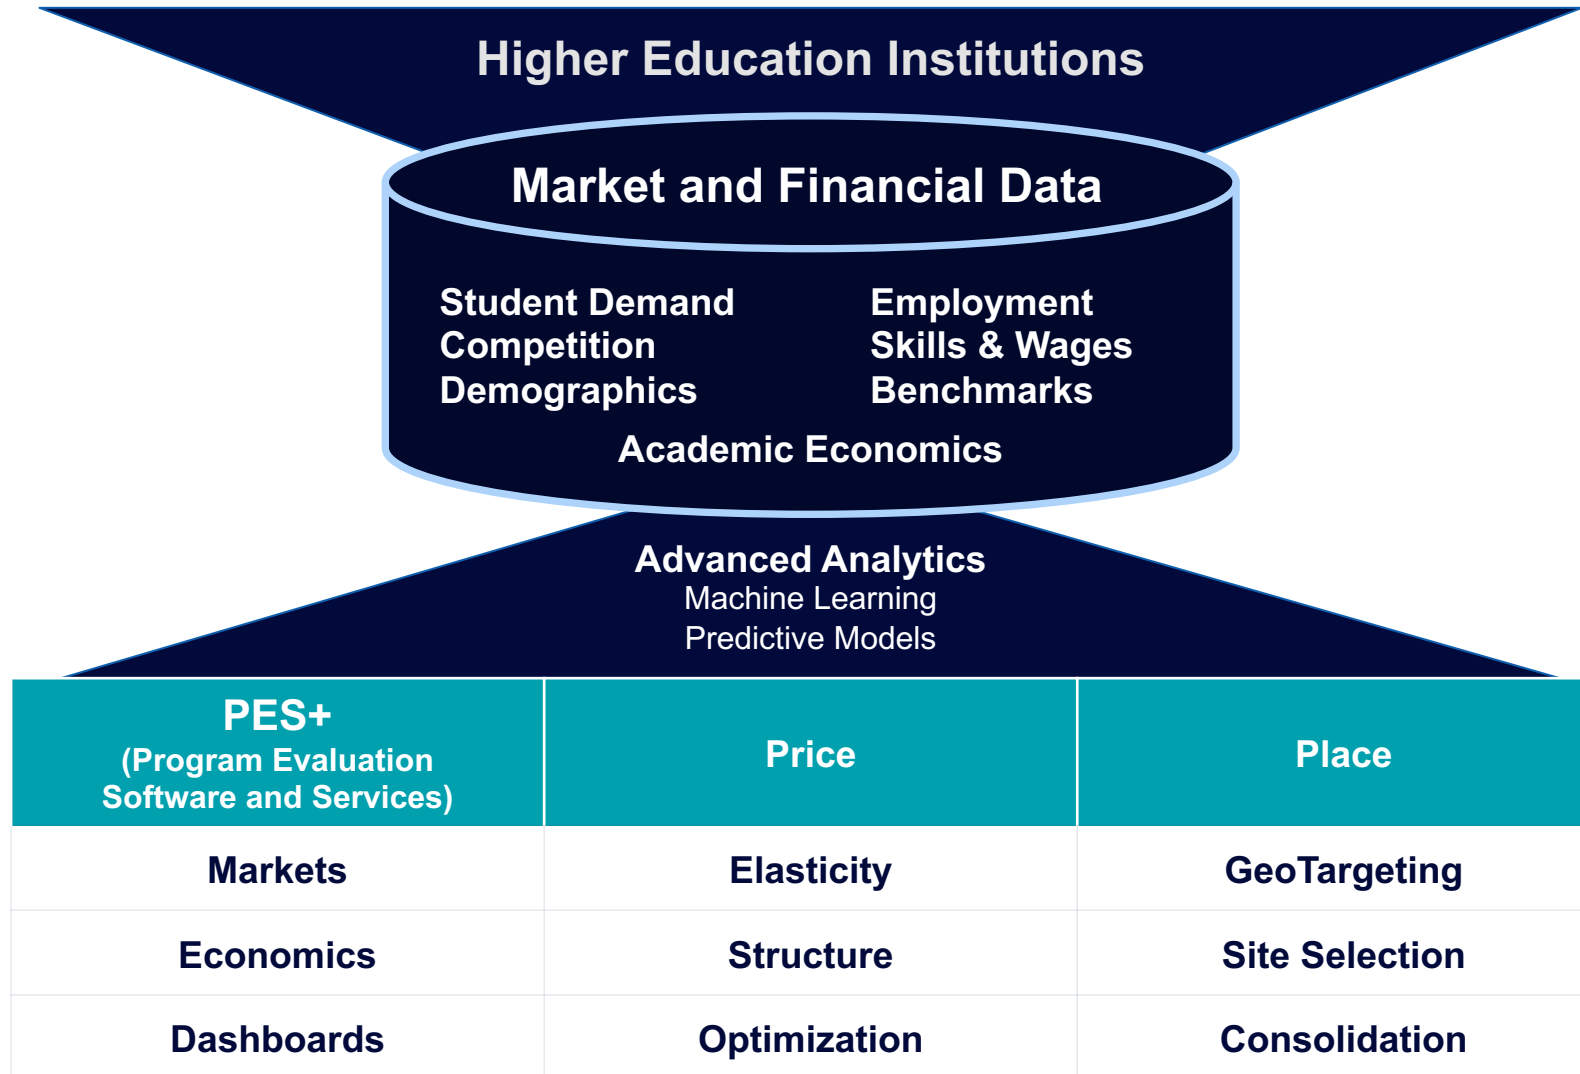 Higher Education Institutions
Market and Financial Data
Student Demand
Competition
Demographics
Employment
Skills & Wages
Benchmarks
Academic Economics
Advanced Analytics
Machine Learning
Predictive Models
PES+
(Program Evaluation
Software and Services)
Price
Place
Markets
Elasticity
GeoTargeting
Economics
Structure
Site Selection
Dashboards
Optimization
Consolidation